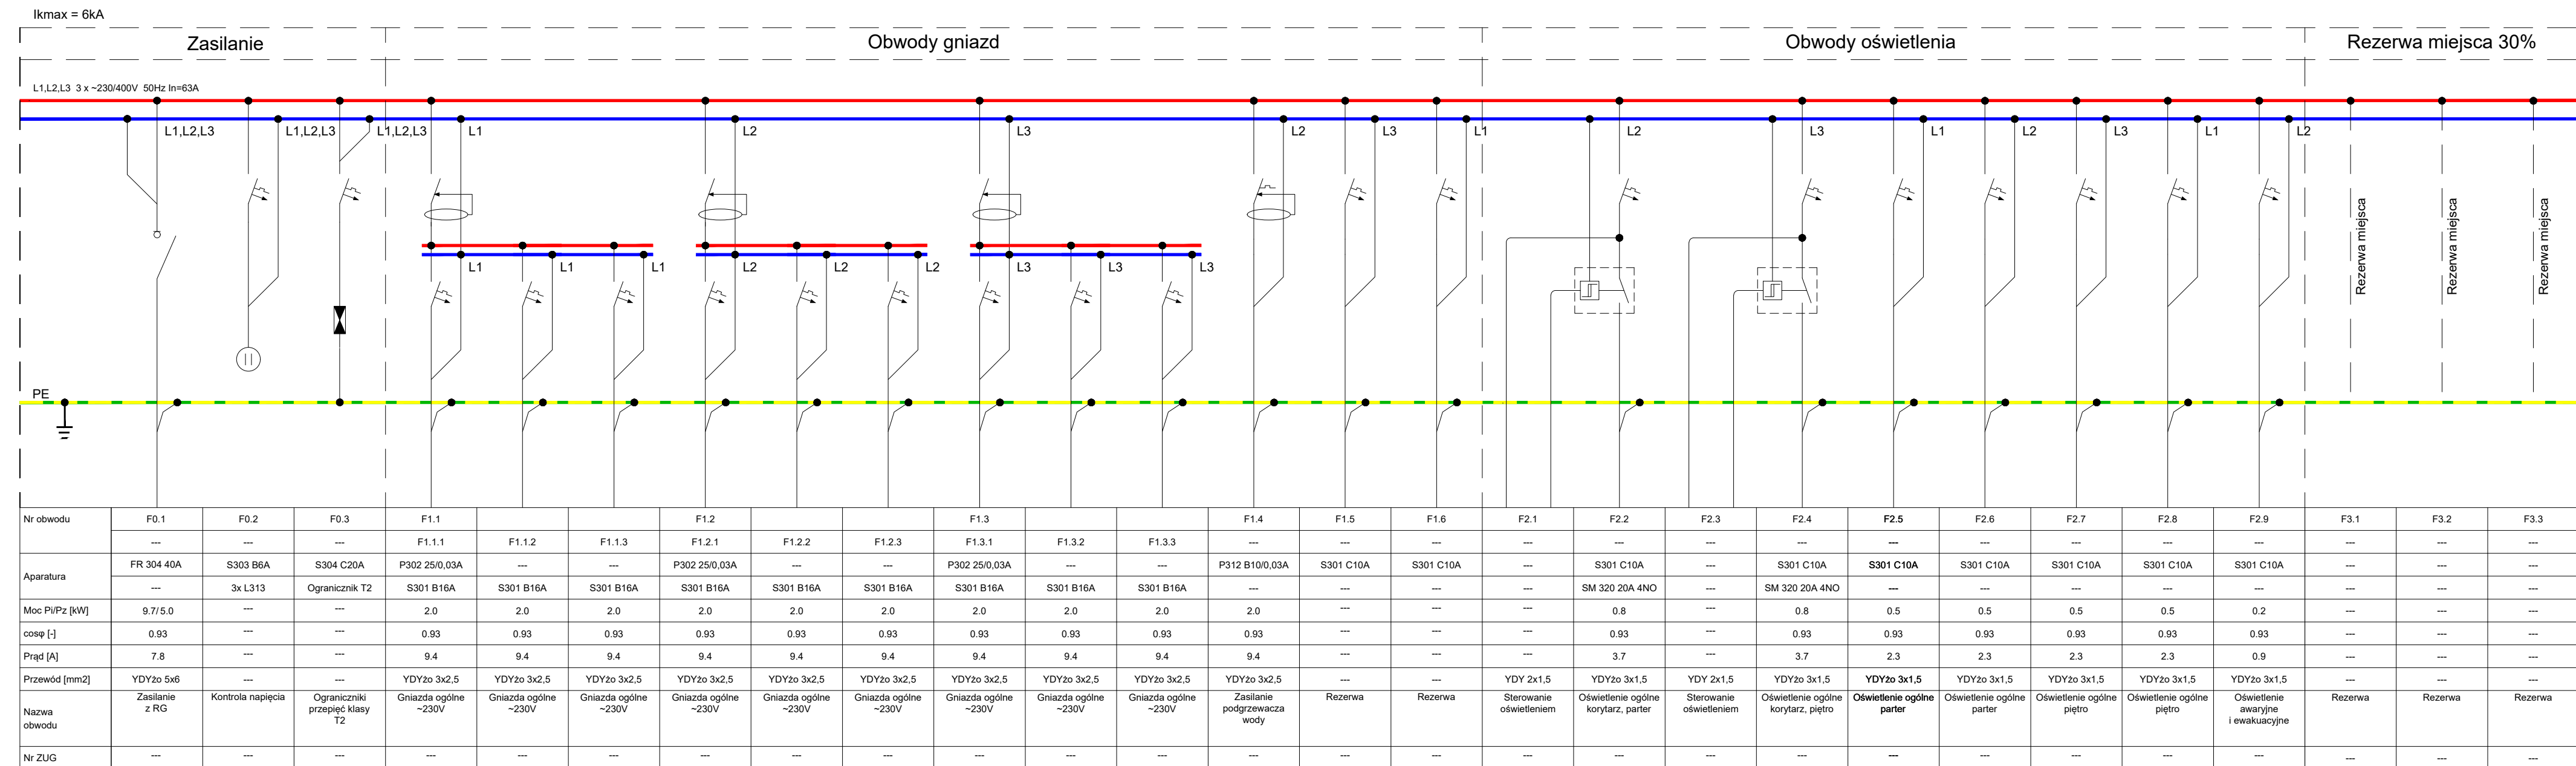 Ikmax = 6kA
Zasilanie Obwody gniazd Obwody oświetlenia Rezerwa miejsca 30%
L1,L2,L3 3 x ~230/400V 50Hz In=63A
L1,L2,L3 L1,L2,L3 L1,L2,L3 L1 L2 L3 L2 L3 L1 L2 L3 L1 L2 L3 L1 L2
Rezerwa miejsca Rezerwa miejsca Rezerwa miejsca
L1 L1 L1 L2 L2 L2 L3 L3 L3
PE
Nr obwodu F0.1 F0.2 F0.3 F1.1 F1.2 F1.3 F1.4 F1.5 F1.6 F2.1 F2.2 F2.3 F2.4 F2.5 F2.6 F2.7 F2.8 F2.9 F3.1 F3.2 F3.3
--- --- --- F1.1.1 F1.1.2 F1.1.3 F1.2.1 F1.2.2 F1.2.3 F1.3.1 F1.3.2 F1.3.3 --- --- --- --- --- --- --- --- --- --- --- --- --- --- ---
Aparatura FR 304 40A S303 B6A S304 C20A P302 25/0,03A --- --- P302 25/0,03A --- --- P302 25/0,03A --- --- P312 B10/0,03A S301 C10A S301 C10A --- S301 C10A --- S301 C10A S301 C10A S301 C10A S301 C10A S301 C10A S301 C10A --- --- ---
--- 3x L313 Ogranicznik T2 S301 B16A S301 B16A S301 B16A S301 B16A S301 B16A S301 B16A S301 B16A S301 B16A S301 B16A --- --- --- --- SM 320 20A 4NO --- SM 320 20A 4NO --- --- --- --- --- --- --- ---
Moc Pi/Pz [kW] 9.7/5.0 --- --- 2.0 2.0 2.0 2.0 2.0 2.0 2.0 2.0 2.0 2.0 --- --- --- 0.8 --- 0.8 0.5 0.5 0.5 0.5 0.2 --- --- ---
cosφ [-] 0.93 --- --- 0.93 0.93 0.93 0.93 0.93 0.93 0.93 0.93 0.93 0.93 --- --- --- 0.93 --- 0.93 0.93 0.93 0.93 0.93 0.93 --- --- ---
Prąd [A] 7.8 --- --- 9.4 9.4 9.4 9.4 9.4 9.4 9.4 9.4 9.4 9.4 --- --- --- 3.7 --- 3.7 2.3 2.3 2.3 2.3 0.9 --- --- ---
Przewód [mm2] YDYżo 5x6 --- --- YDYżo 3x2,5 YDYżo 3x2,5 YDYżo 3x2,5 YDYżo 3x2,5 YDYżo 3x2,5 YDYżo 3x2,5 YDYżo 3x2,5 YDYżo 3x2,5 YDYżo 3x2,5 YDYżo 3x2,5 --- --- YDY 2x1,5 YDYżo 3x1,5 YDY 2x1,5 YDYżo 3x1,5 YDYżo 3x1,5 YDYżo 3x1,5 YDYżo 3x1,5 YDYżo 3x1,5 YDYżo 3x1,5 --- --- ---
Nazwa
obwodu
Zasilanie
z RG
Kontrola napięcia
Ograniczniki
przepięć klasy
T2
Gniazda ogólne
~230V
Gniazda ogólne
~230V
Gniazda ogólne
~230V
Gniazda ogólne
~230V
Gniazda ogólne
~230V
Gniazda ogólne
~230V
Gniazda ogólne
~230V
Gniazda ogólne
~230V
Gniazda ogólne
~230V
Zasilanie
podgrzewacza
wody
Rezerwa
Rezerwa
Sterowanie
oświetleniem
Oświetlenie ogólne
korytarz, parter
Sterowanie
oświetleniem
Oświetlenie ogólne
korytarz, piętro
Oświetlenie ogólne
parter
Oświetlenie ogólne
parter
Oświetlenie ogólne
piętro
Oświetlenie ogólne
piętro
Oświetlenie
awaryjne
i ewakuacyjne
Rezerwa
Rezerwa
Rezerwa
Nr ZUG --- --- --- --- --- --- --- --- --- --- --- --- --- --- --- --- --- --- --- --- --- --- --- --- --- --- ---